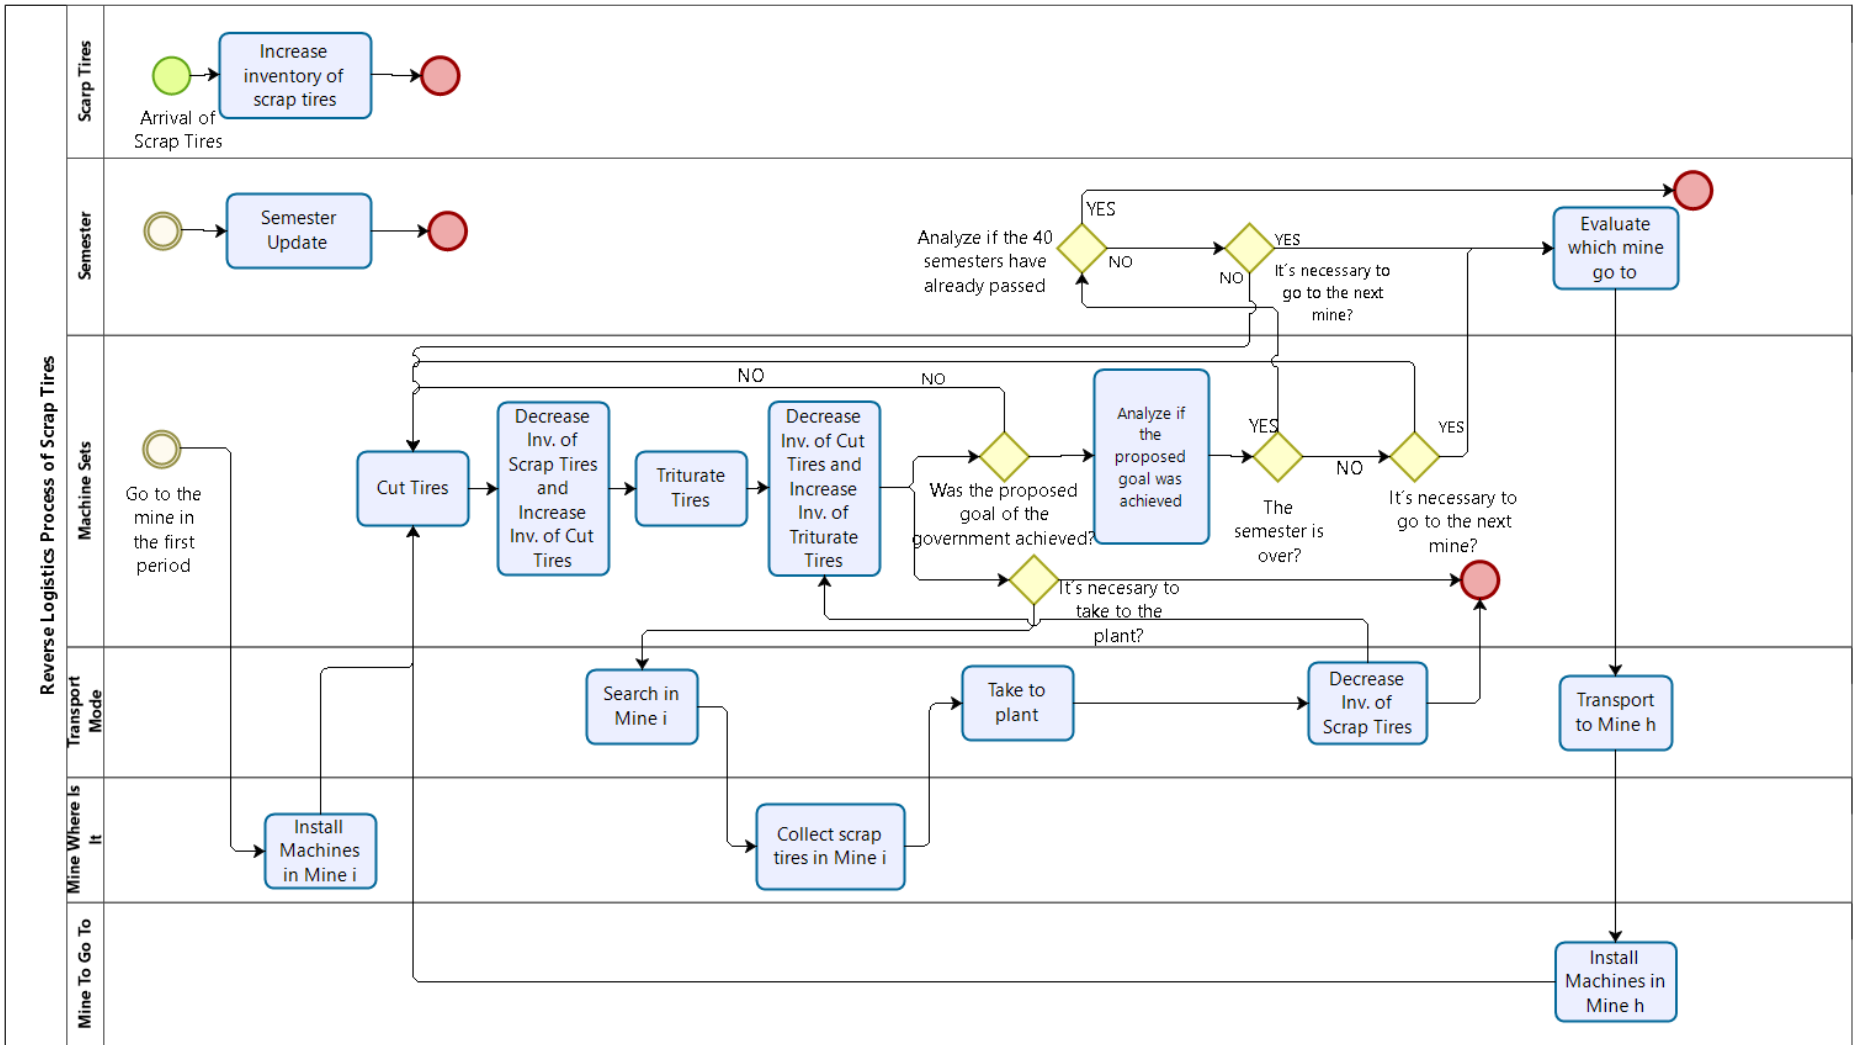 Reverse Logistics Process of Scrap Tires
Scarp Tires
Arrival of
Scrap Tires
Increase
inventory of
scrap tires
Semester
Semester
Update
Analyze if the 40
semesters have
already passed
YES
NO
YES
NO
It´s necessary to
go to the next
mine?
Evaluate
which mine
go to
Machine Sets
Go to the
mine in
the first
period
Cut Tires
Decrease
Inv. of
Scrap Tires
and
Increase
Inv. of Cut
Tires
Triturate
Tires
Decrease
Inv. of Cut
Tires and
Increase
Inv. of
Triturate
Tires
NO
NO
Was the proposed
goal of the
government achieved?
Analyze if
the
proposed
goal was
achieved
YES
NO
The
semester is
over?
YES
It´s necessary to
go to the next
mine?
It´s necesary to
take to the
plant?
Transport
Mode
Search in
Mine i
Take to
plant
Decrease
Inv. of
Scrap Tires
Transport
to Mine h
Mine Where Is
It
Install
Machines
in Mine i
Collect scrap
tires in Mine i
Mine To Go To
Install
Machines in
Mine h